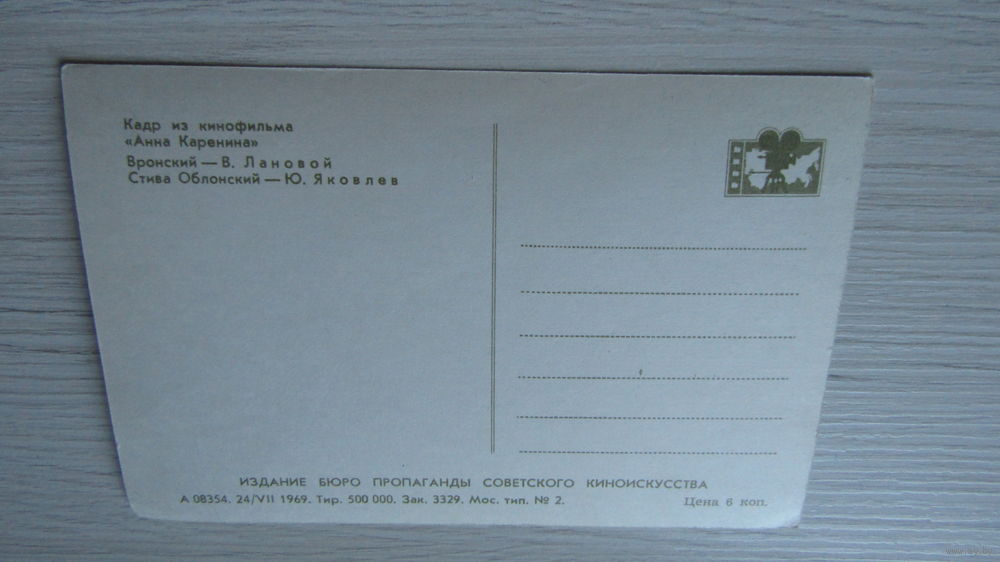 Кадр из кинофильма
«Анна Каренина»
Вронский — В. Лановой
Стива Облонский — Ю. Яковлев
ИЗДАНИЕ БЮРО ПРОПАГАНДЫ СОВЕТСКОГО КИНОИСКУССТВА
А 08354. 24/VII 1969. Тир. 500 000. Зак. 3329. Мос. тип. № 2. Цена 6 коп.